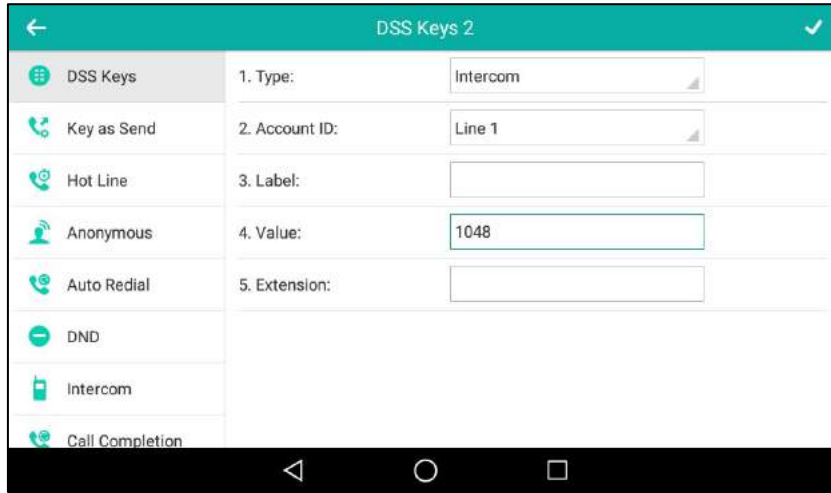 DSS Keys 2
DSS Keys
Key as Send
Hot Line
Anonymous
Auto Redial
DND
Intercom
Call Completion
1. Type:
Intercom
2. Account ID:
Line 1
3. Label:
4. Value:
1048
5. Extension: